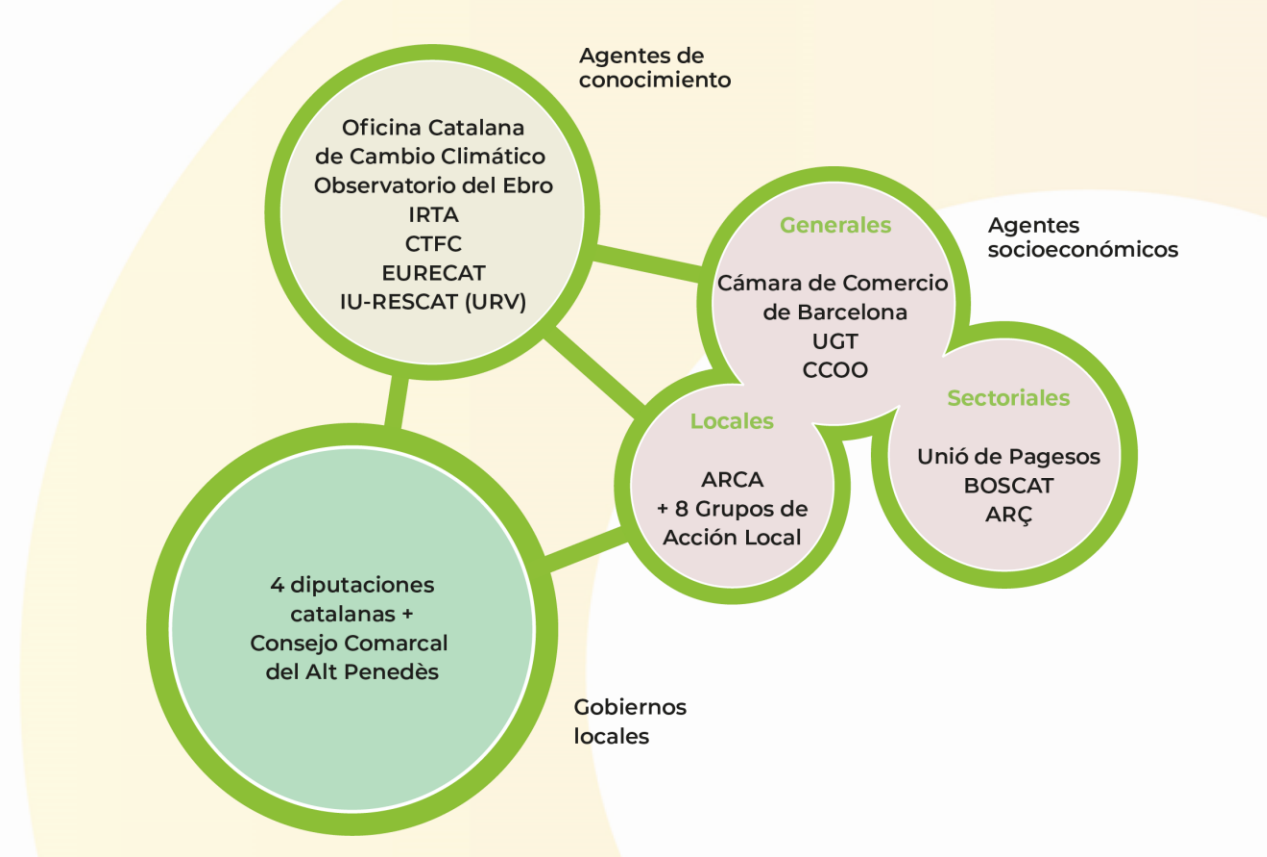 Agentes de
conocimiento
Oficina Catalana
de Cambio Climático
Observatorio del Ebro
IRTA
CTFC
EURECAT
IU-RESCAT (URV)
Agentes
socioeconómicos
Generales
Cámara de Comercio
de Barcelona
UGT
CCOO
Locales
ARCA
+ 8 Grupos de
Acción Local
Sectoriales
Unió de Pagesos
BOSCAT
ARÇ
4 diputaciones
catalanas +
Consejo Comarcal
del Alt Penedès
Gobiernos
locales